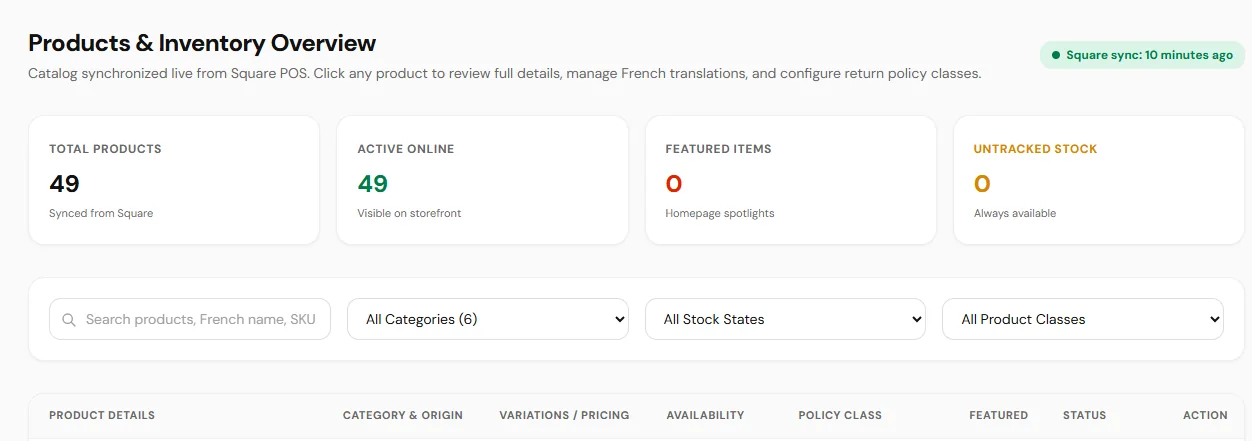 Products & Inventory Overview
Catalog synchronized live from Square POS. Click any product to review full details, manage French translations, and configure return policy classes.
Square sync: 10 minutes ago
TOTAL PRODUCTS
49
Synced from Square
ACTIVE ONLINE
49
Visible on storefront
FEATURED ITEMS
0
Homepage spotlights
UNTRACKED STOCK
0
Always available
Search products, French name, SKU
All Categories (6)
All Stock States
All Product Classes
PRODUCT DETAILS CATEGORY & ORIGIN VARIATIONS / PRICING AVAILABILITY POLICY CLASS FEATURED STATUS ACTION